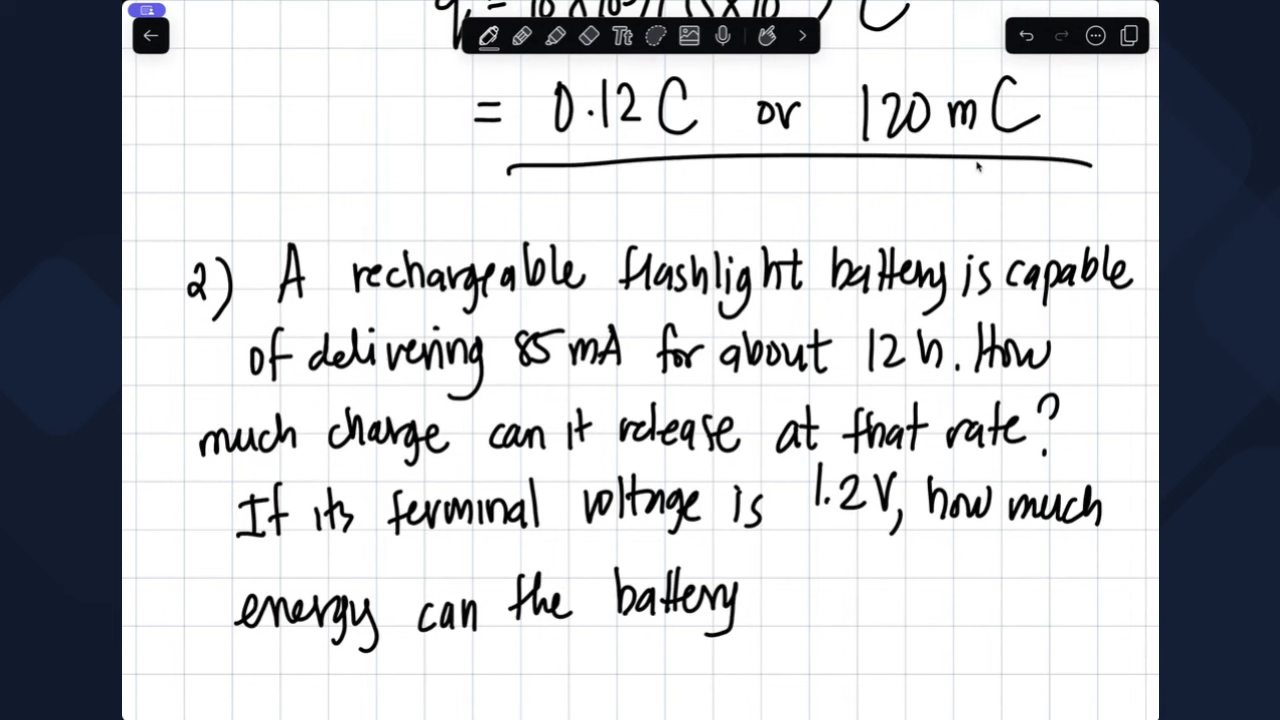 = 0.12 C or 120 mC
2) A rechargeable flashlight battery is capable
of delivering 85 mA for about 12 h. How
much charge can it release at that rate?
If its terminal voltage is 1.2 V, how much
energy can the battery